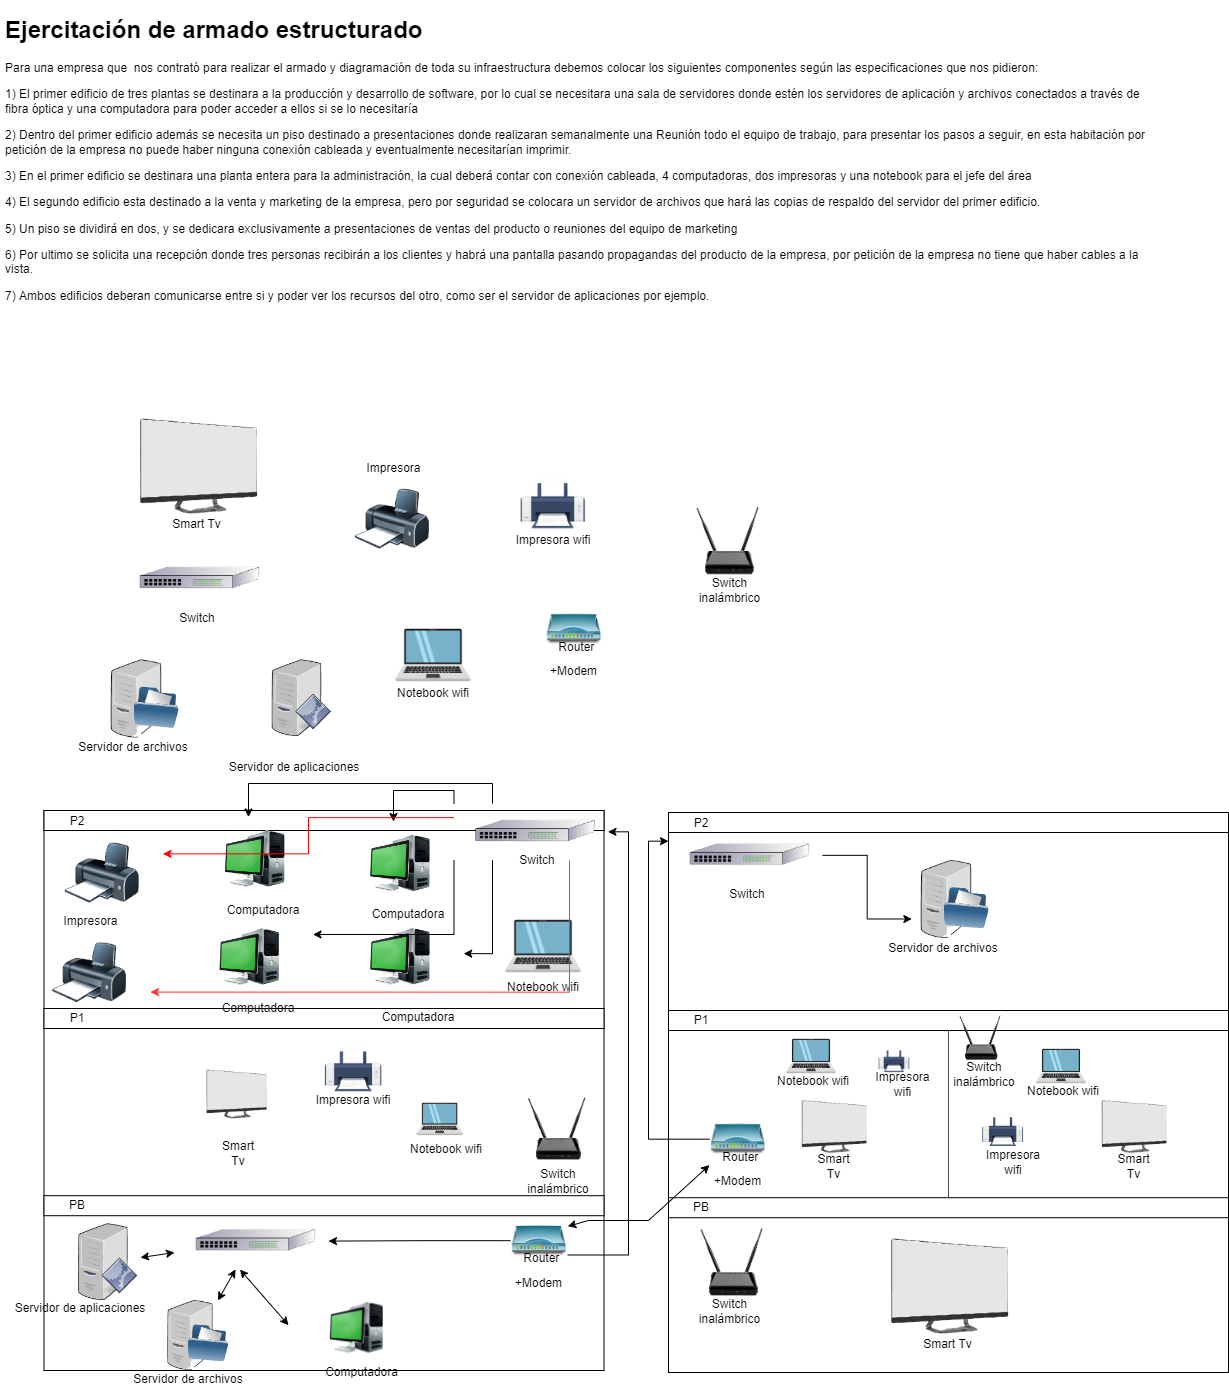 Ejercitación de armado estructurado
Para una empresa que  nos contrató para realizar el armado y diagramación de toda su infraestructura debemos colocar los siguientes componentes según las especificaciones que nos pidieron:
1) El primer edificio de tres plantas se destinara a la producción y desarrollo de software, por lo cual se necesitara una sala de servidores donde estén los servidores de aplicación y archivos conectados a través de
fibra óptica y una computadora para poder acceder a ellos si se lo necesitaría
2) Dentro del primer edificio además se necesita un piso destinado a presentaciones donde realizaran semanalmente una Reunión todo el equipo de trabajo, para presentar los pasos a seguir, en esta habitación por
petición de la empresa no puede haber ninguna conexión cableada y eventualmente necesitarían imprimir.
3) En el primer edificio se destinara una planta entera para la administración, la cual deberá contar con conexión cableada, 4 computadoras, dos impresoras y una notebook para el jefe del área
4) El segundo edificio esta destinado a la venta y marketing de la empresa, pero por seguridad se colocara un servidor de archivos que hará las copias de respaldo del servidor del primer edificio.
5) Un piso se dividirá en dos, y se dedicara exclusivamente a presentaciones de ventas del producto o reuniones del equipo de marketing
6) Por ultimo se solicita una recepción donde tres personas recibirán a los clientes y habrá una pantalla pasando propagandas del producto de la empresa, por petición de la empresa no tiene que haber cables a la
vista.
7) Ambos edificios deberan comunicarse entre si y poder ver los recursos del otro, como ser el servidor de aplicaciones por ejemplo.
Impresora
Smart Tv
Impresora wifi
Switch
inalámbrico
Switch
Router
+Modem
Notebook wifi
Servidor de archivos
Servidor de aplicaciones
P2
Switch
Computadora
Computadora
Impresora
Notebook wifi
Computadora
Computadora
P1
Impresora wifi
Smart
Tv
Notebook wifi
Switch
inalámbrico
PB
Router
+Modem
Servidor de aplicaciones
Computadora
Servidor de archivos
P2
Switch
Servidor de archivos
P1
Notebook wifi
Impresora
wifi
Switch
inalámbrico
Notebook wifi
Router
+Modem
Smart
Tv
Impresora
wifi
Smart
Tv
PB
Switch
inalámbrico
Smart Tv